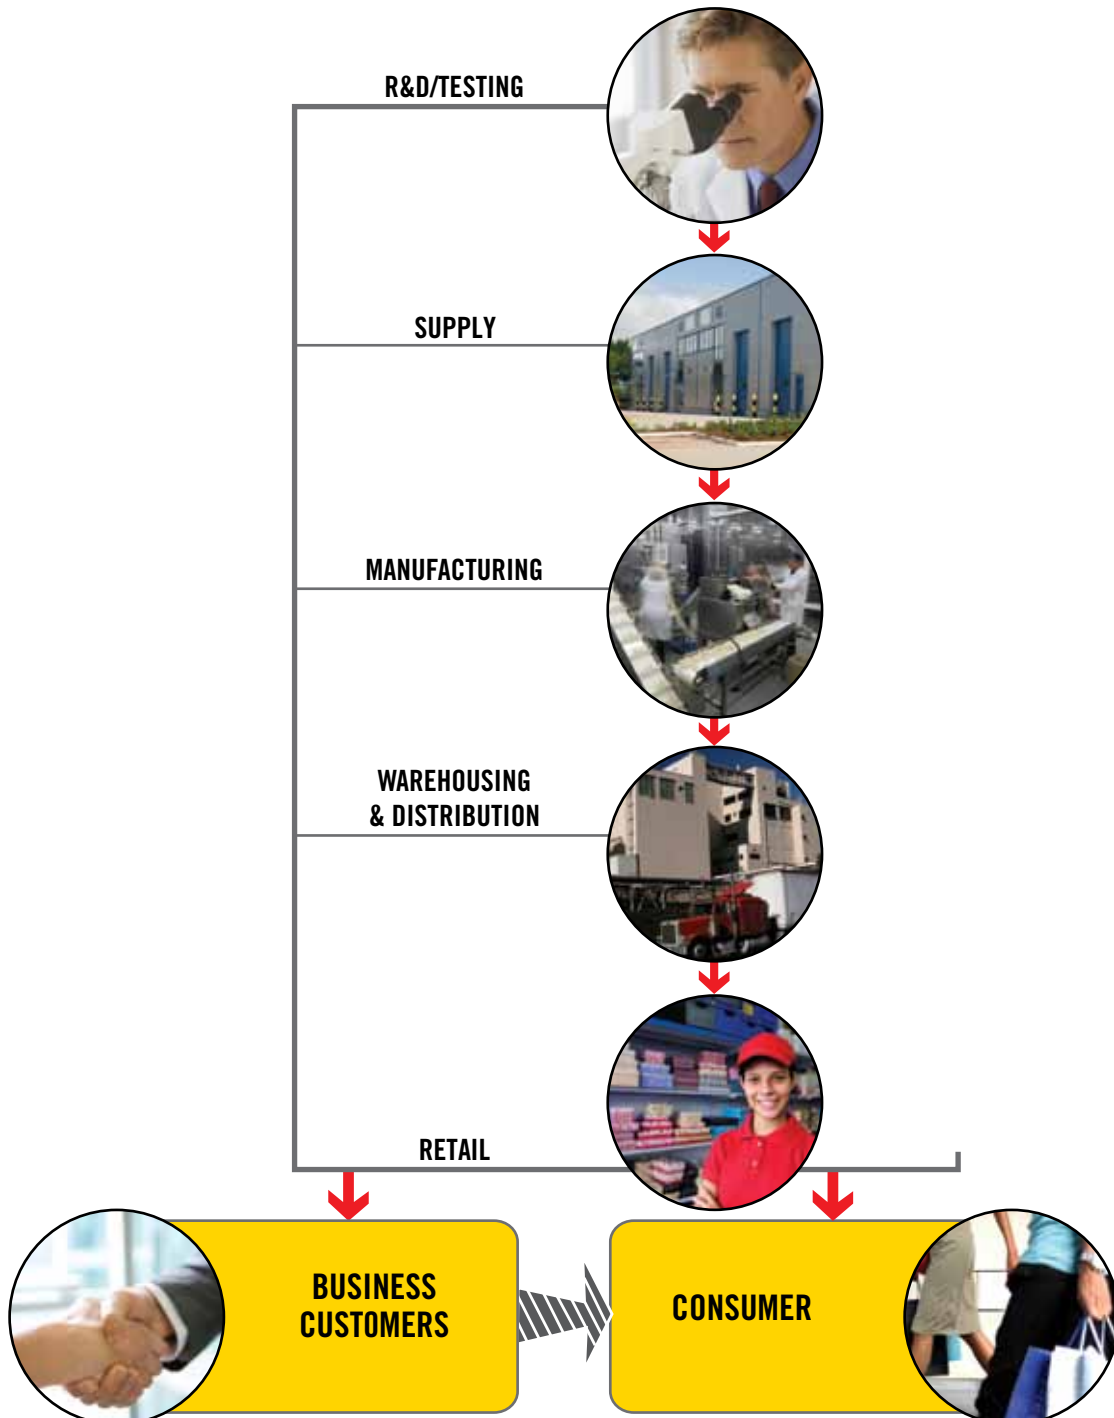 R&D/TESTING
SUPPLY
MANUFACTURING
WAREHOUSING
& DISTRIBUTION
RETAIL
BUSINESS
CUSTOMERS
CONSUMER